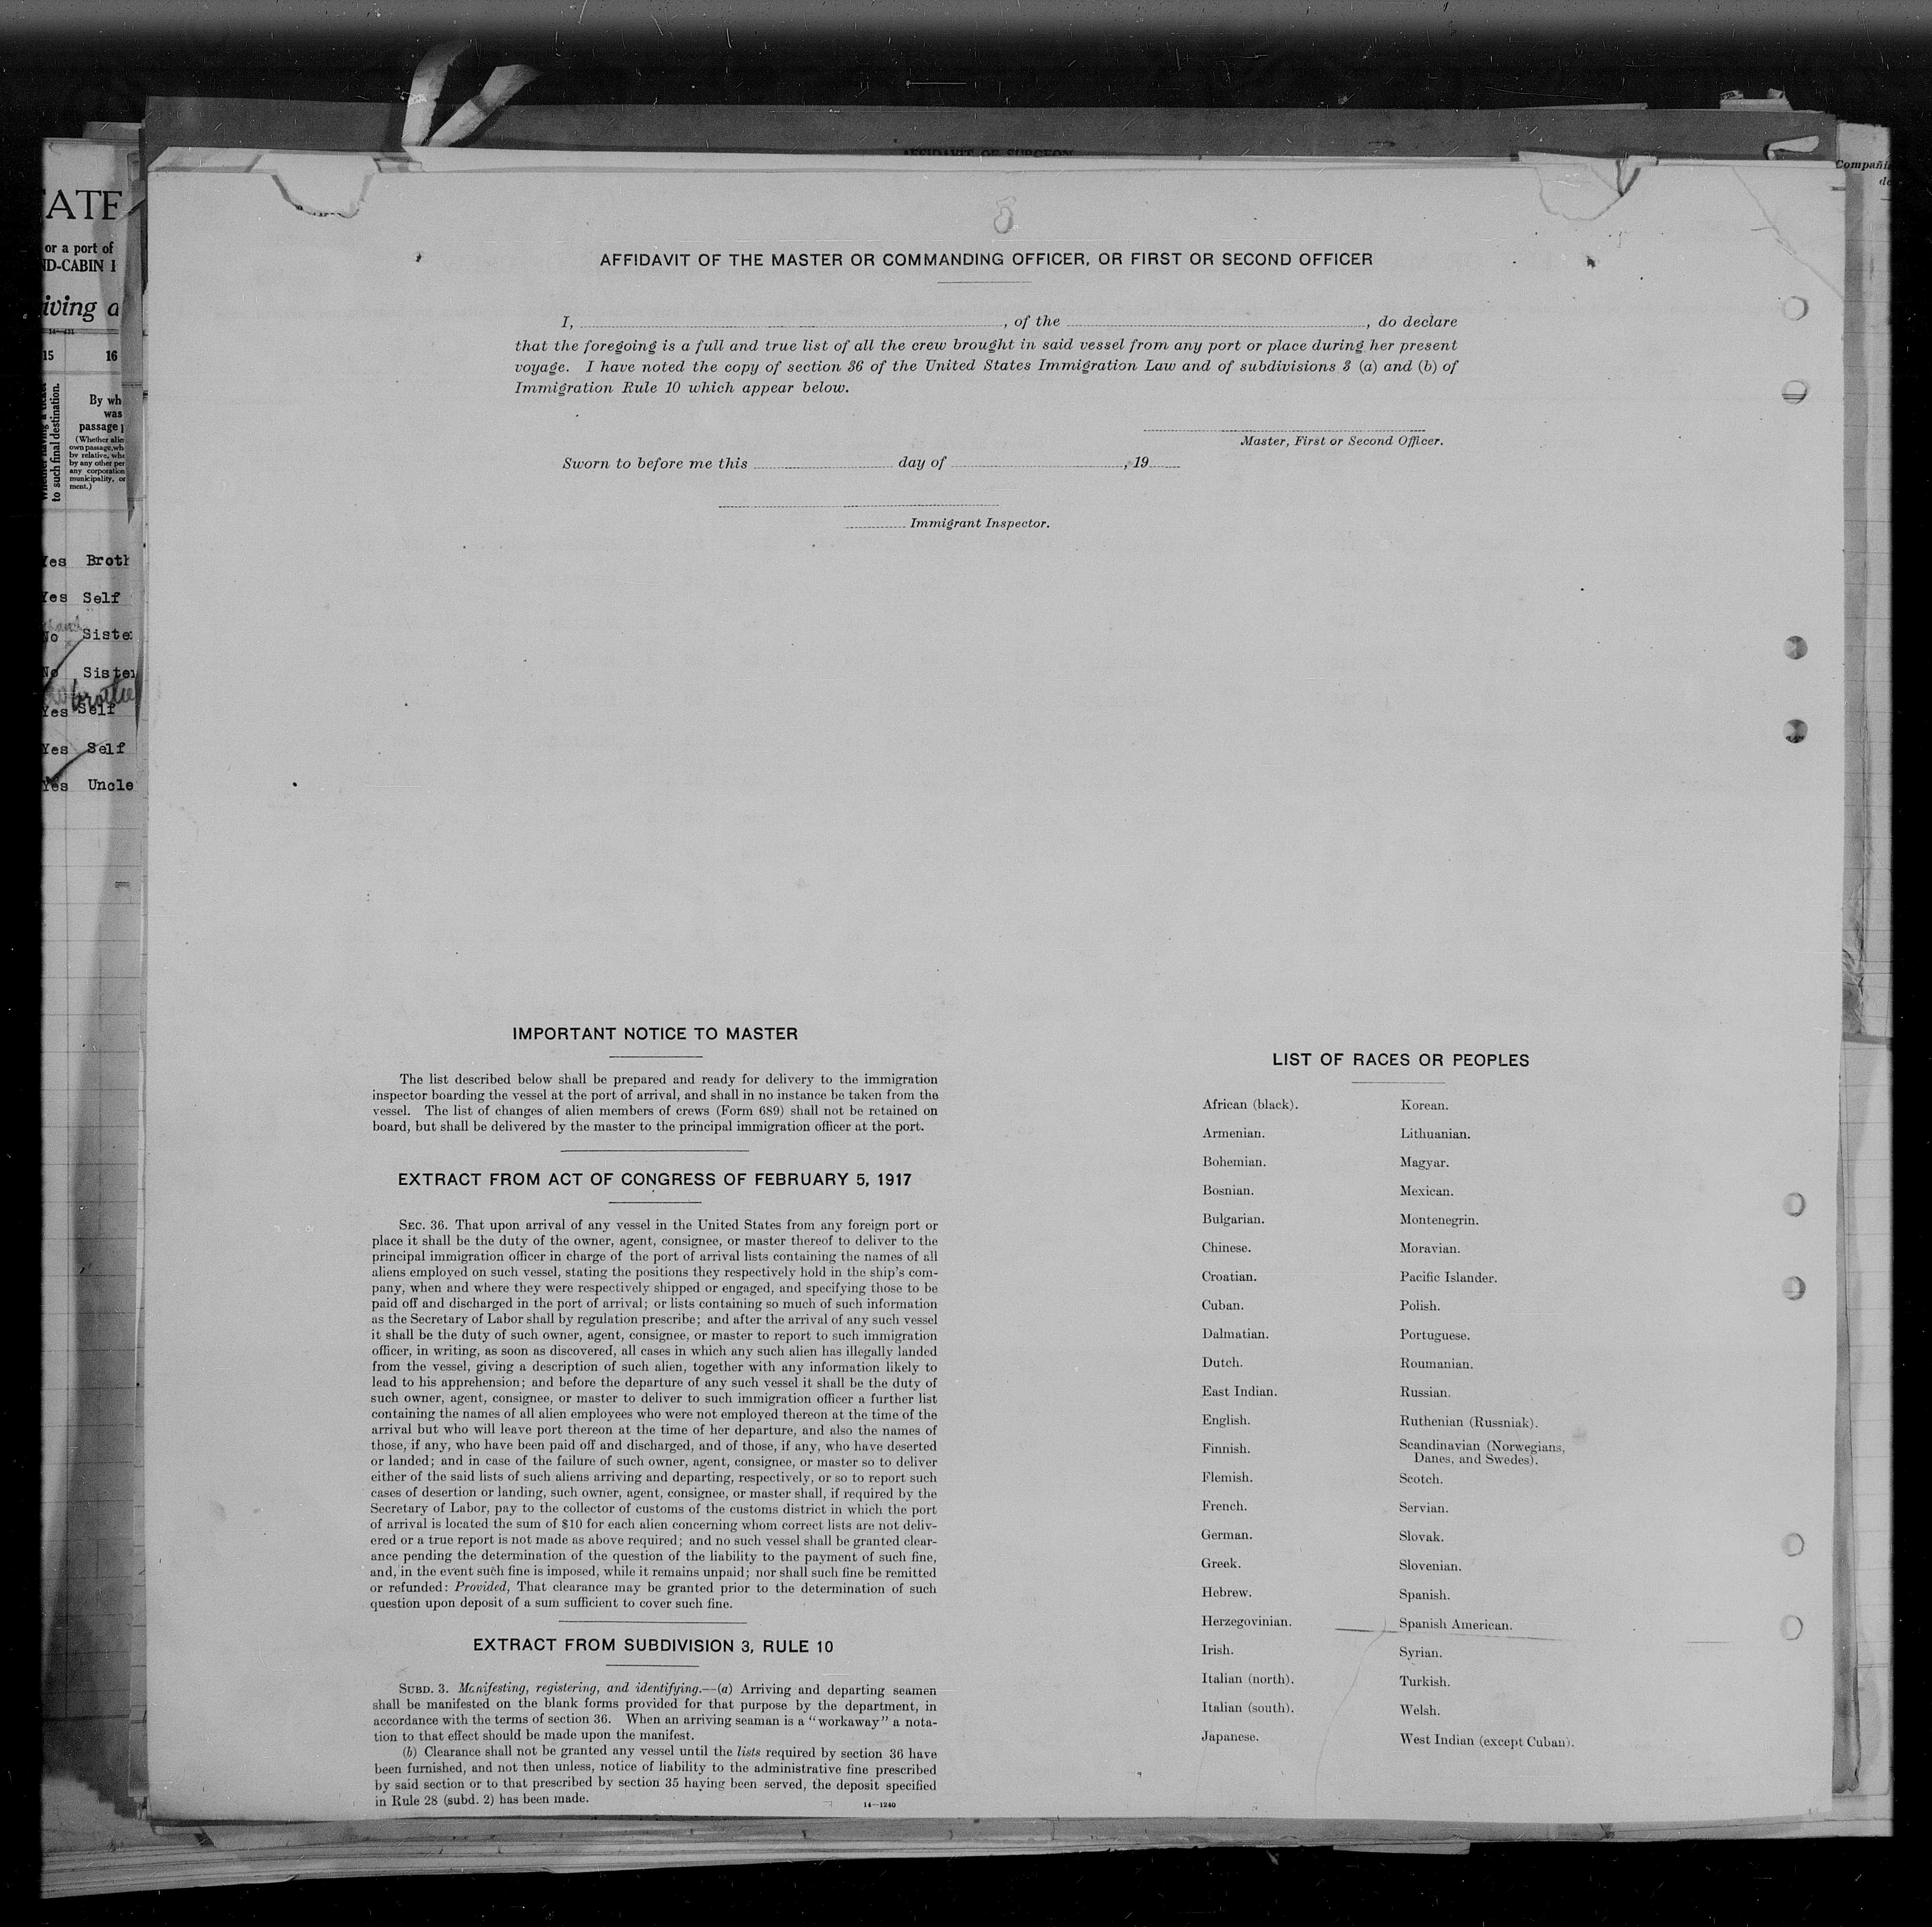 AFFIDAVIT OF SURGEON
ATE
or a port of
ND-CABIN
iving a
14—431
15 16
Whether having a ticket
to such final destination.
By wh
was
passage
(Whether alie
own passage, wh
by relative, whe
by any other per
any corporation
municipality, or
ment.)
Yes Broth
Yes Self
No Siste
No Sister
Yes Self
Yes Self
Yes Uncle
Compañi
de
8
AFFIDAVIT OF THE MASTER OR COMMANDING OFFICER, OR FIRST OR SECOND OFFICER
I, , of the , do declare
that the foregoing is a full and true list of all the crew brought in said vessel from any port or place during her present
voyage. I have noted the copy of section 36 of the United States Immigration Law and of subdivisions 3 (a) and (b) of
Immigration Rule 10 which appear below.
Master, First or Second Officer.
Sworn to before me this day of , 19
Immigrant Inspector.
IMPORTANT NOTICE TO MASTER
The list described below shall be prepared and ready for delivery to the immigration
inspector boarding the vessel at the port of arrival, and shall in no instance be taken from the
vessel. The list of changes of alien members of crews (Form 689) shall not be retained on
board, but shall be delivered by the master to the principal immigration officer at the port.
EXTRACT FROM ACT OF CONGRESS OF FEBRUARY 5, 1917
SEC. 36. That upon arrival of any vessel in the United States from any foreign port or
place it shall be the duty of the owner, agent, consignee, or master thereof to deliver to the
principal immigration officer in charge of the port of arrival lists containing the names of all
aliens employed on such vessel, stating the positions they respectively hold in the ship's com-
pany, when and where they were respectively shipped or engaged, and specifying those to be
paid off and discharged in the port of arrival; or lists containing so much of such information
as the Secretary of Labor shall by regulation prescribe; and after the arrival of any such vessel
it shall be the duty of such owner, agent, consignee, or master to report to such immigration
officer, in writing, as soon as discovered, all cases in which any such alien has illegally landed
from the vessel, giving a description of such alien, together with any information likely to
lead to his apprehension; and before the departure of any such vessel it shall be the duty of
such owner, agent, consignee, or master to deliver to such immigration officer a further list
containing the names of all alien employees who were not employed thereon at the time of the
arrival but who will leave port thereon at the time of her departure, and also the names of
those, if any, who have been paid off and discharged, and of those, if any, who have deserted
or landed; and in case of the failure of such owner, agent, consignee, or master so to deliver
either of the said lists of such aliens arriving and departing, respectively, or so to report such
cases of desertion or landing, such owner, agent, consignee, or master shall, if required by the
Secretary of Labor, pay to the collector of customs of the customs district in which the port
of arrival is located the sum of $10 for each alien concerning whom correct lists are not deliv-
ered or a true report is not made as above required; and no such vessel shall be granted clear-
ance pending the determination of the question of the liability to the payment of such fine,
and, in the event such fine is imposed, while it remains unpaid; nor shall such fine be remitted
or refunded: Provided, That clearance may be granted prior to the determination of such
question upon deposit of a sum sufficient to cover such fine.
EXTRACT FROM SUBDIVISION 3, RULE 10
SUBD. 3. Manifesting, registering, and identifying.—(a) Arriving and departing seamen
shall be manifested on the blank forms provided for that purpose by the department, in
accordance with the terms of section 36. When an arriving seaman is a "workaway" a nota-
tion to that effect should be made upon the manifest.
(b) Clearance shall not be granted any vessel until the lists required by section 36 have
been furnished, and not then unless, notice of liability to the administrative fine prescribed
by said section or to that prescribed by section 35 having been served, the deposit specified
in Rule 28 (subd. 2) has been made.
14—1240
LIST OF RACES OR PEOPLES
African (black).
Armenian.
Bohemian.
Bosnian.
Bulgarian.
Chinese.
Croatian.
Cuban.
Dalmatian.
Dutch.
East Indian.
English.
Finnish.
Flemish.
French.
German.
Greek.
Hebrew.
Herzegovinian.
Irish.
Italian (north).
Italian (south).
Japanese.
Korean.
Lithuanian.
Magyar.
Mexican.
Montenegrin.
Moravian.
Pacific Islander.
Polish.
Portuguese.
Roumanian.
Russian.
Ruthenian (Russniak).
Scandinavian (Norwegians,
Danes, and Swedes).
Scotch.
Servian.
Slovak.
Slovenian.
Spanish.
Spanish American.
Syrian.
Turkish.
Welsh.
West Indian (except Cuban).